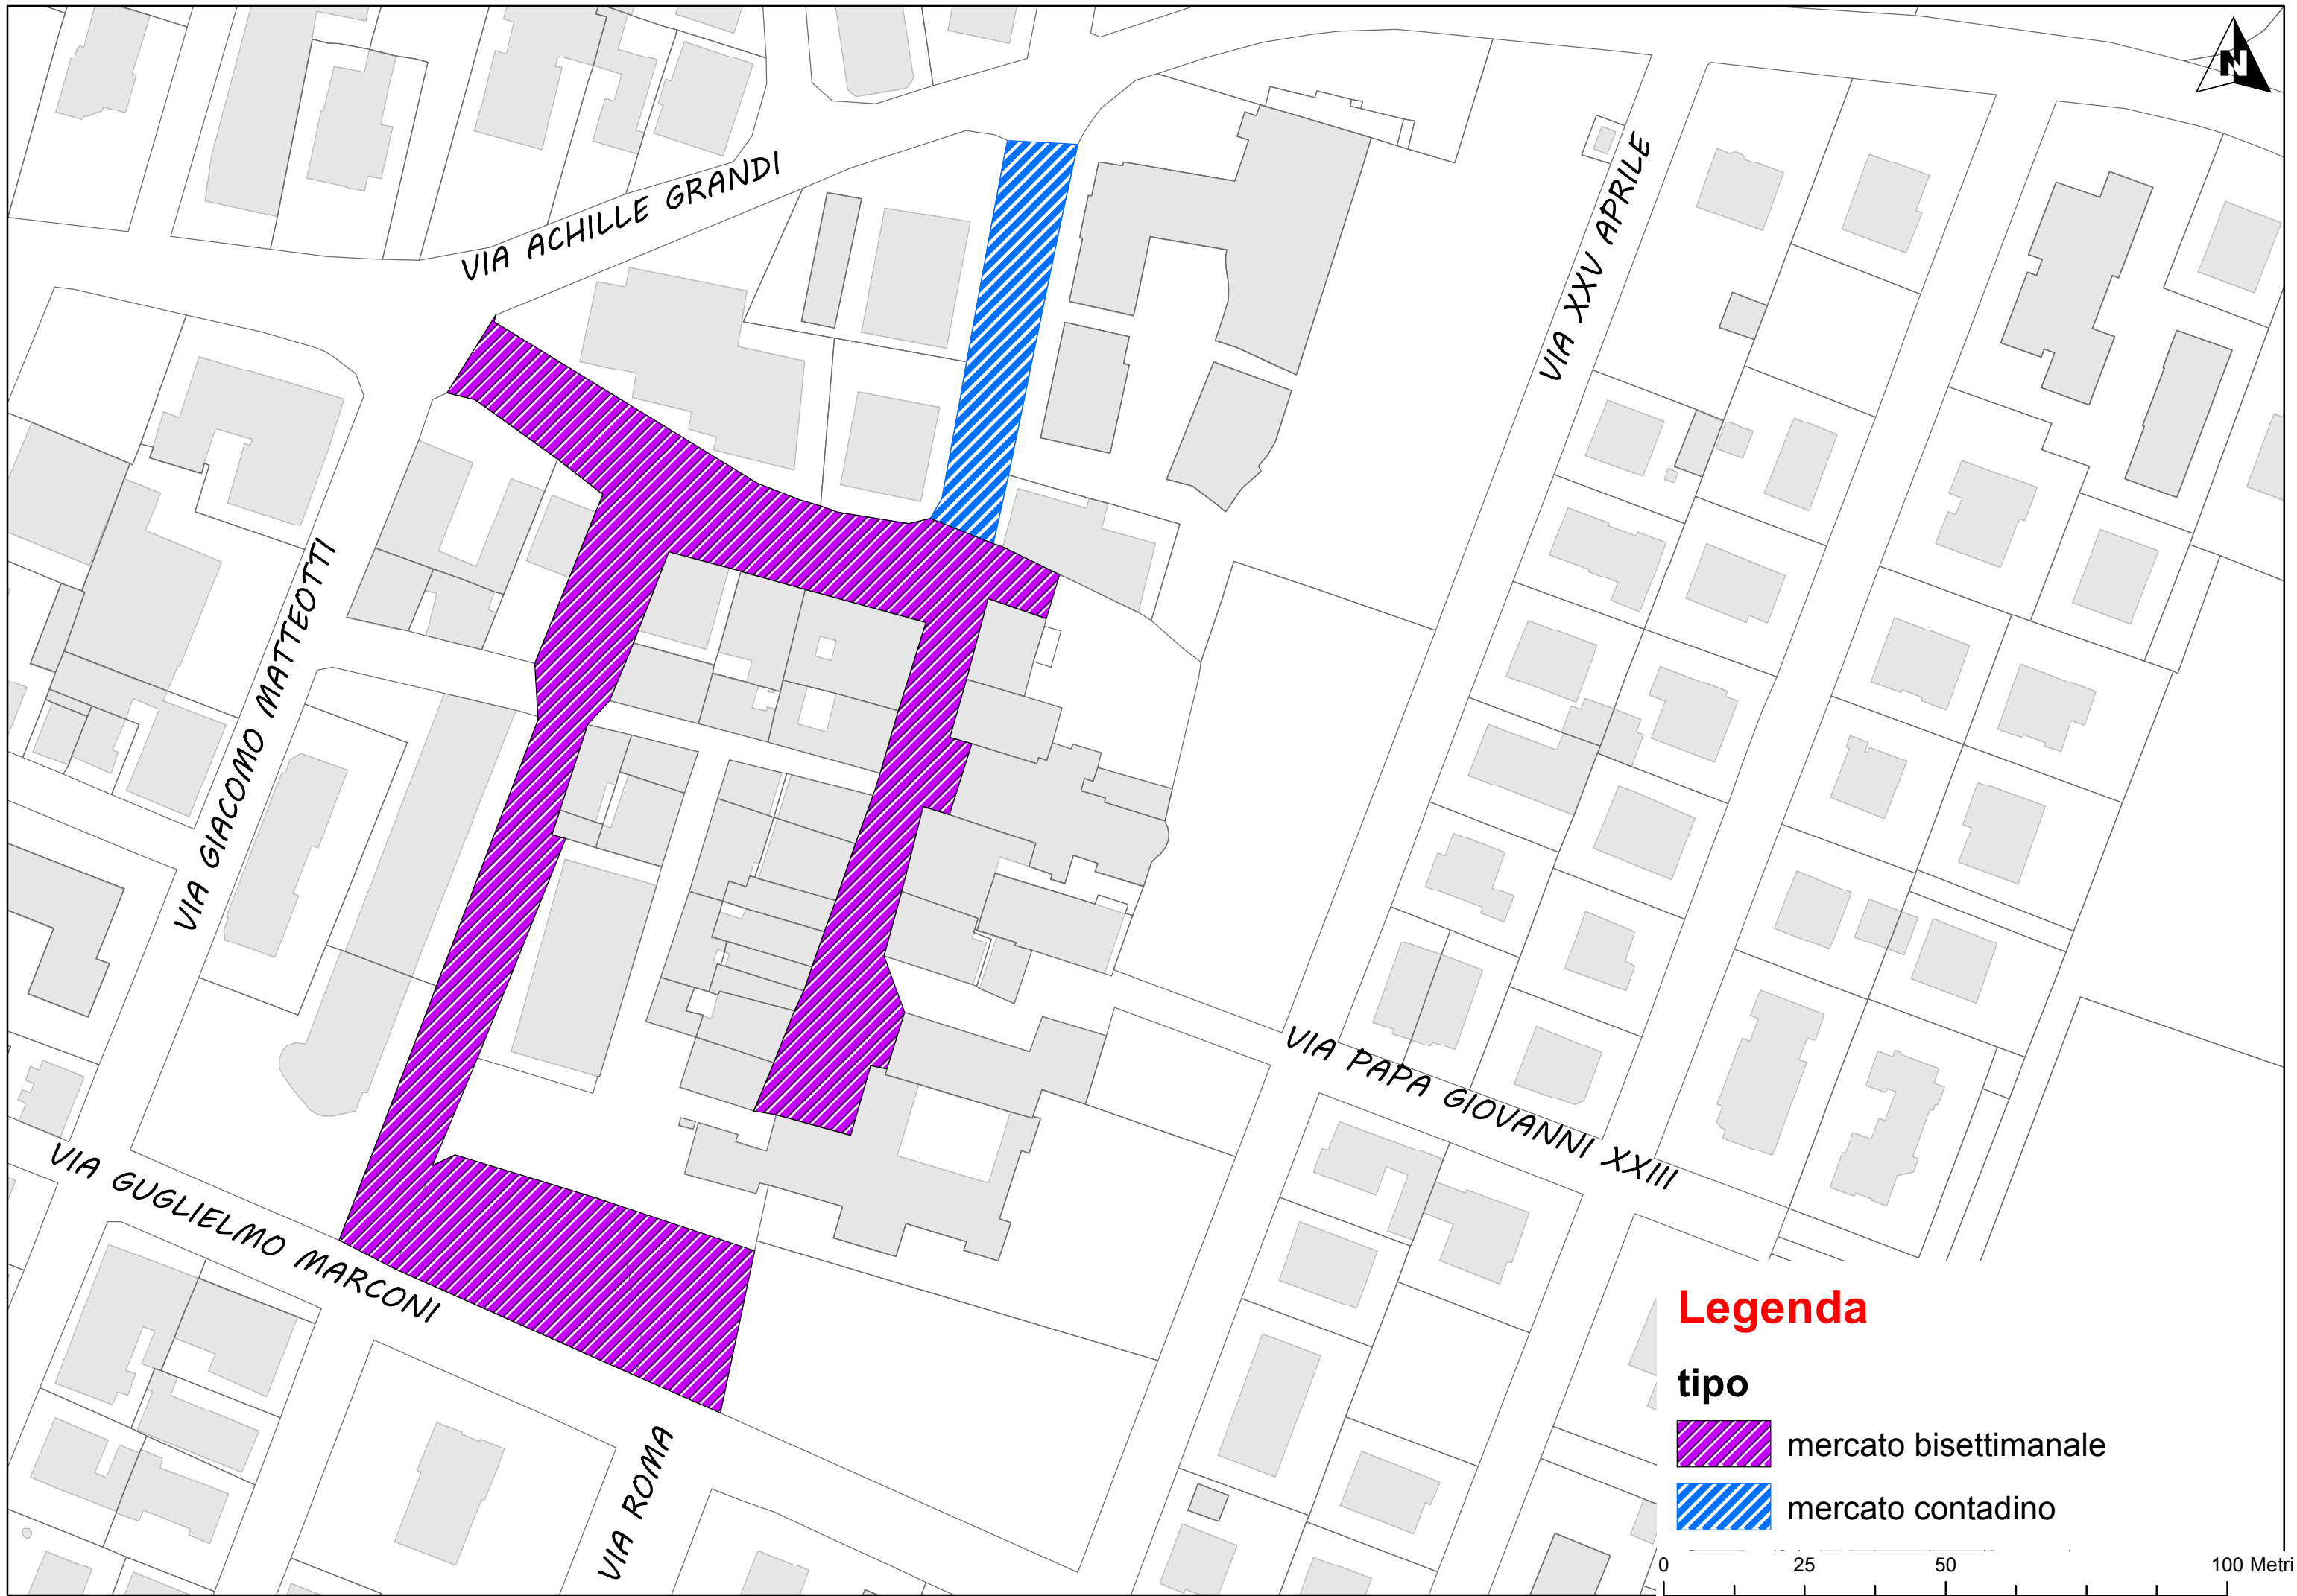 N
VIA ACHILLE GRANDI
VIA XXV APRILE
VIA GIACOMO MATTEOTTI
VIA PAPA GIOVANNI XXIII
VIA GUGLIELMO MARCONI
VIA ROMA
Legenda
tipo
mercato bisettimanale
mercato contadino
0 25 50 100 Metri